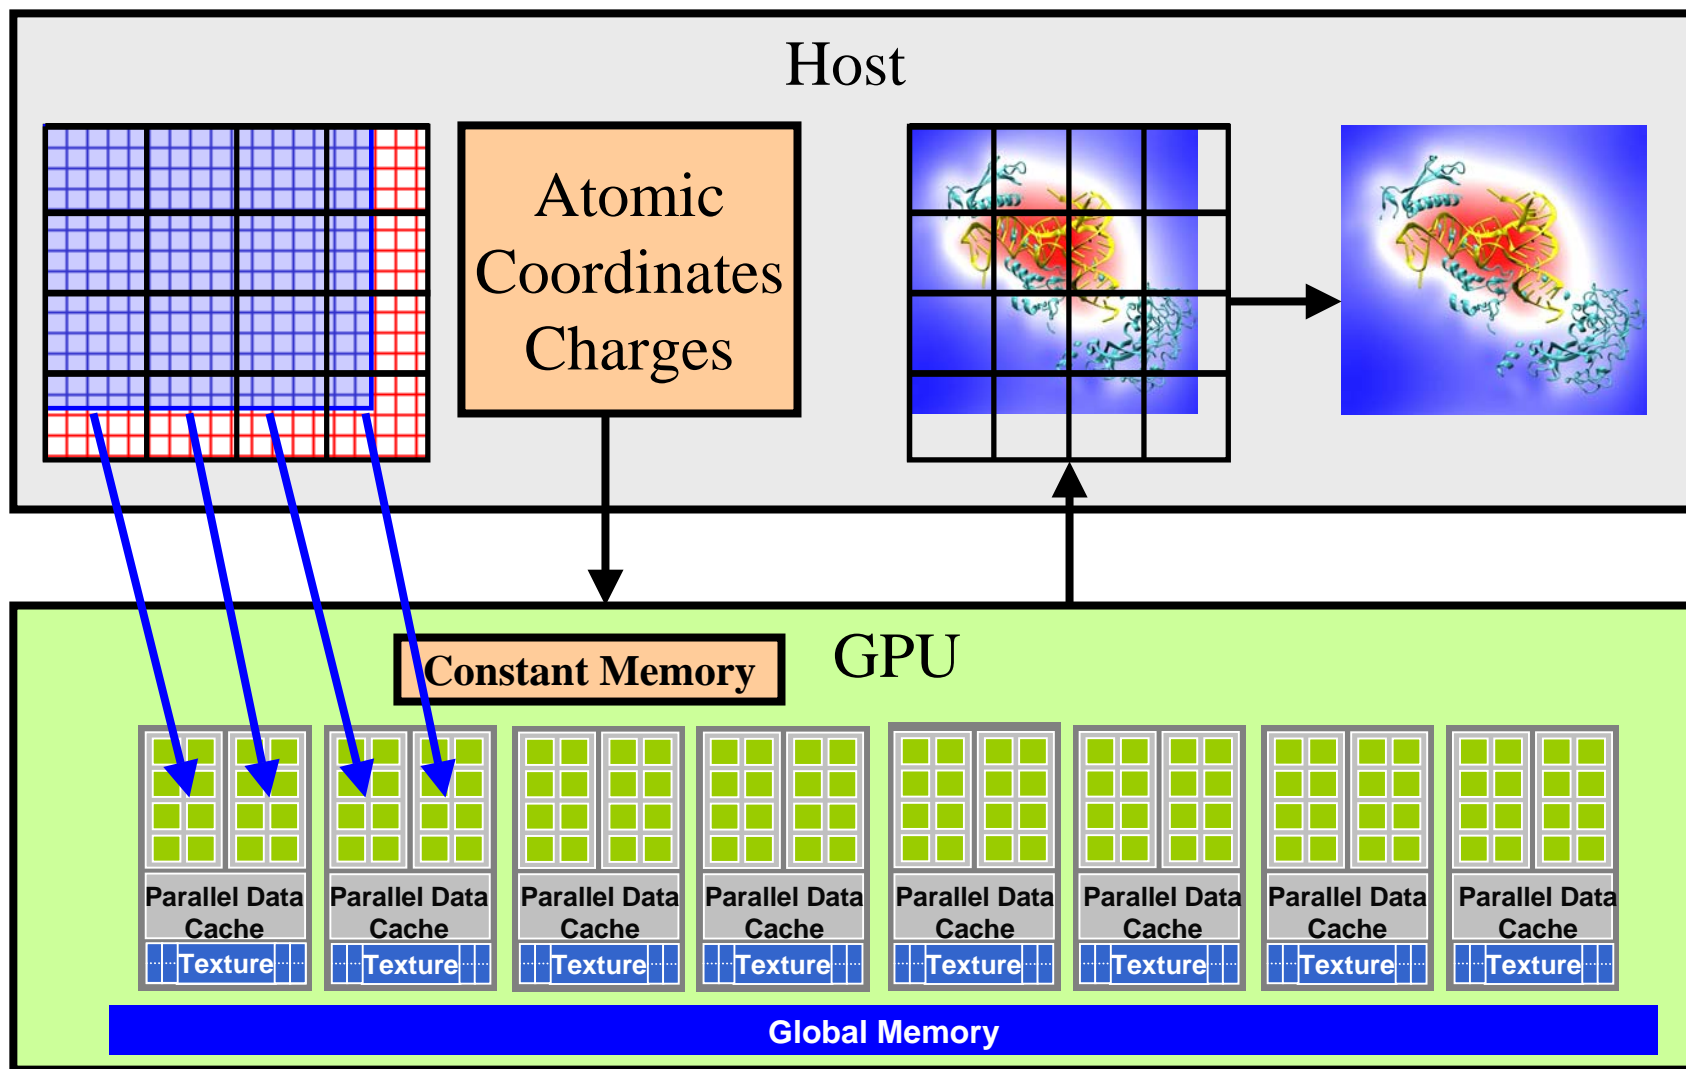 Host
Atomic
Coordinates
Charges
GPU
Constant Memory
Parallel Data
Cache
Texture
Parallel Data
Cache
Texture
Parallel Data
Cache
Texture
Parallel Data
Cache
Texture
Parallel Data
Cache
Texture
Parallel Data
Cache
Texture
Parallel Data
Cache
Texture
Parallel Data
Cache
Texture
Global Memory